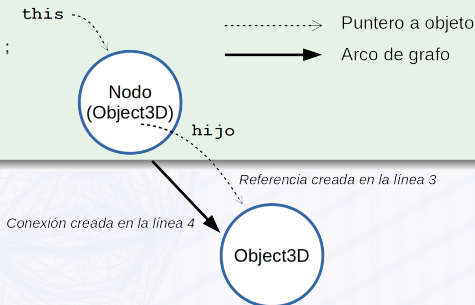 this
Puntero a objeto
;
Arco de grafo
Nodo
(Object3D)
hijo
Referencia creada en la línea 3
Conexión creada en la línea 4
Object3D